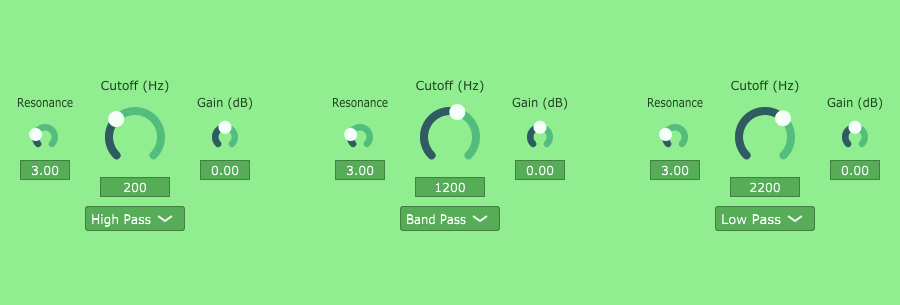 Cutoff (Hz)
Resonance
Gain (dB)
3.00
0.00
200
High Pass
Cutoff (Hz)
Resonance
Gain (dB)
3.00
0.00
1200
Band Pass
Cutoff (Hz)
Resonance
Gain (dB)
3.00
0.00
2200
Low Pass